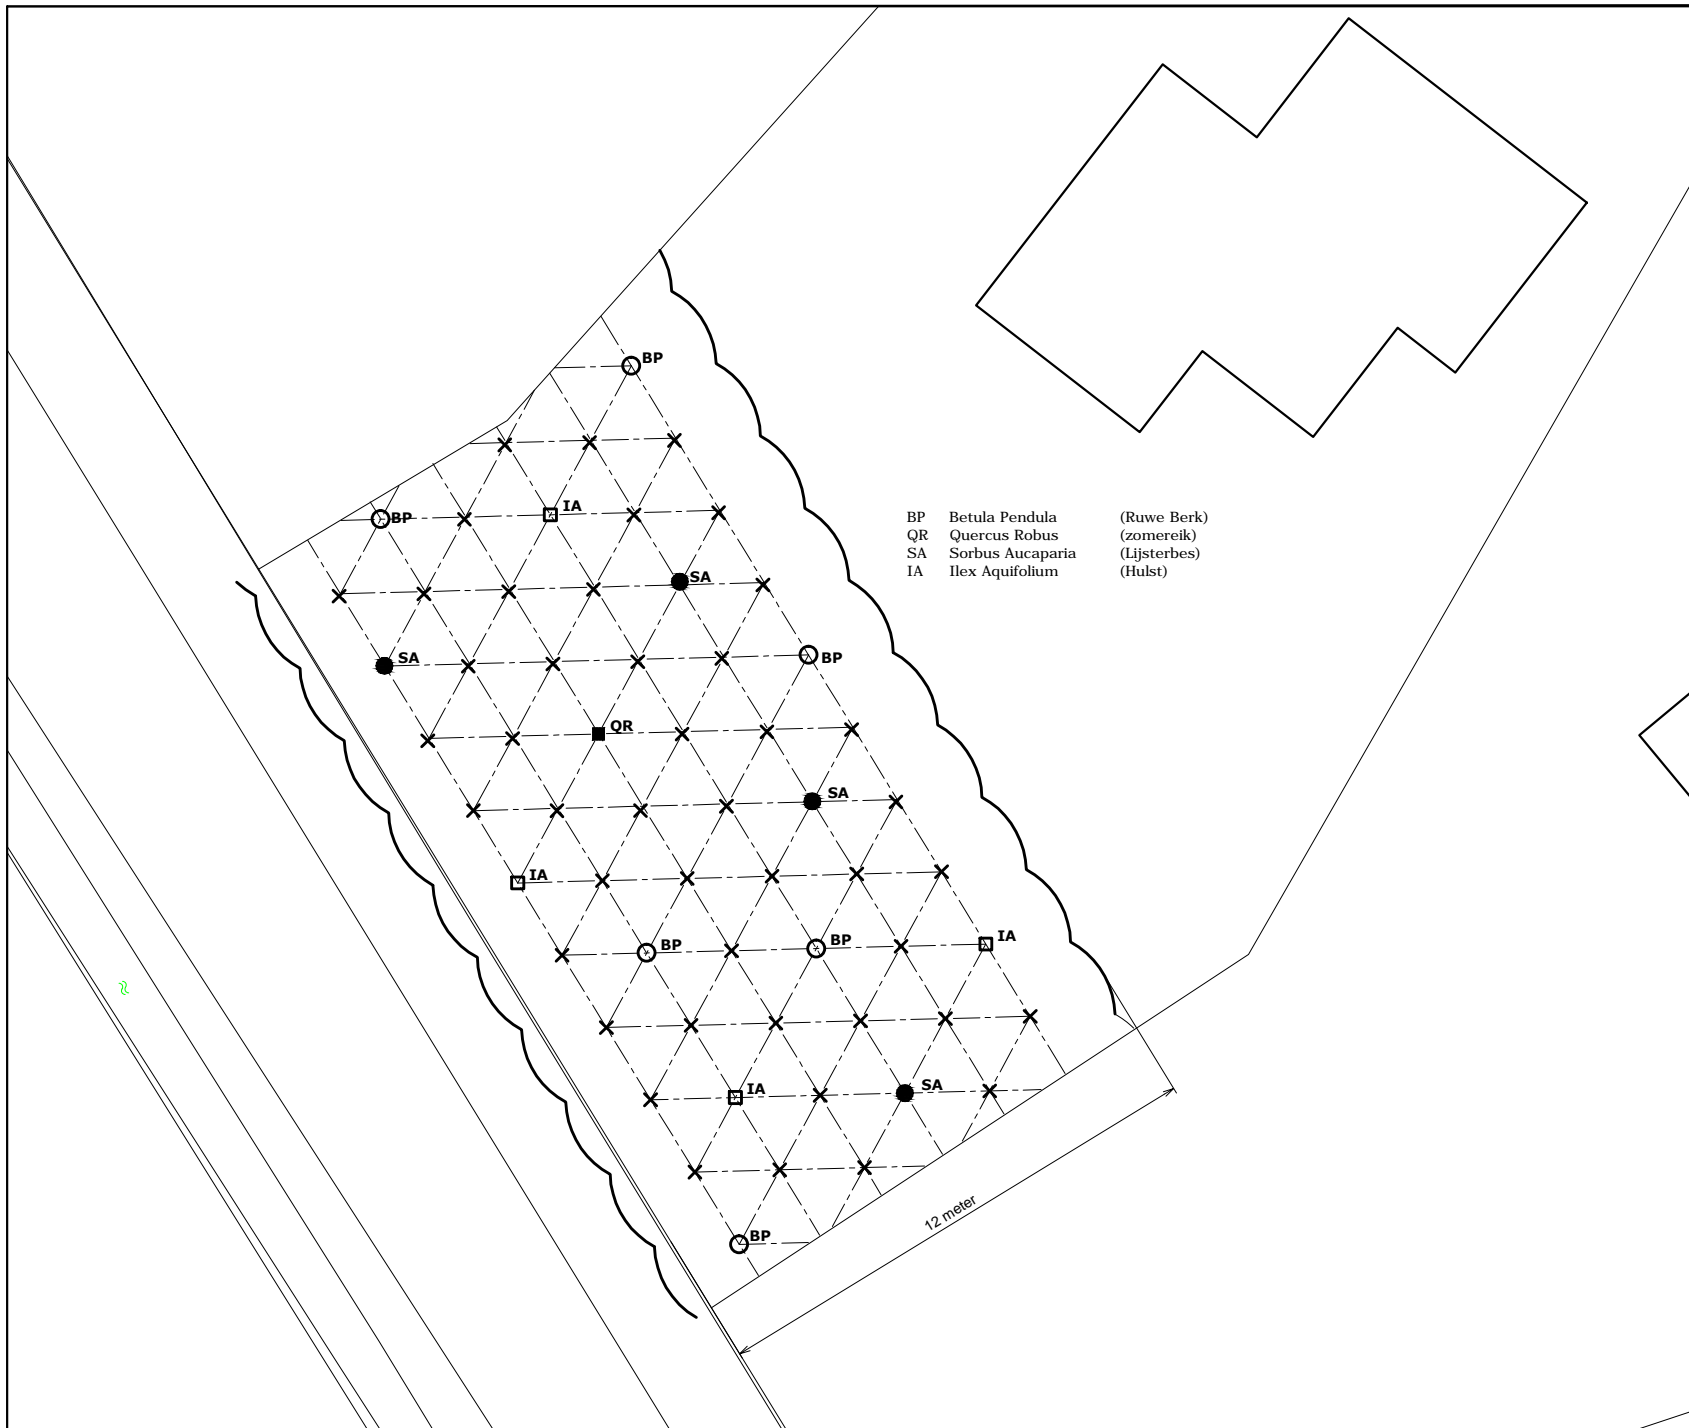 BP
IA
BP
BP Betula Pendula (Ruwe Berk)
QR Quercus Robus (zomereik)
SA Sorbus Aucaparia (Lijsterbes)
IA Ilex Aquifolium (Hulst)
SA
SA
BP
QR
SA
IA
BP
BP
IA
IA
SA
12 meter
BP